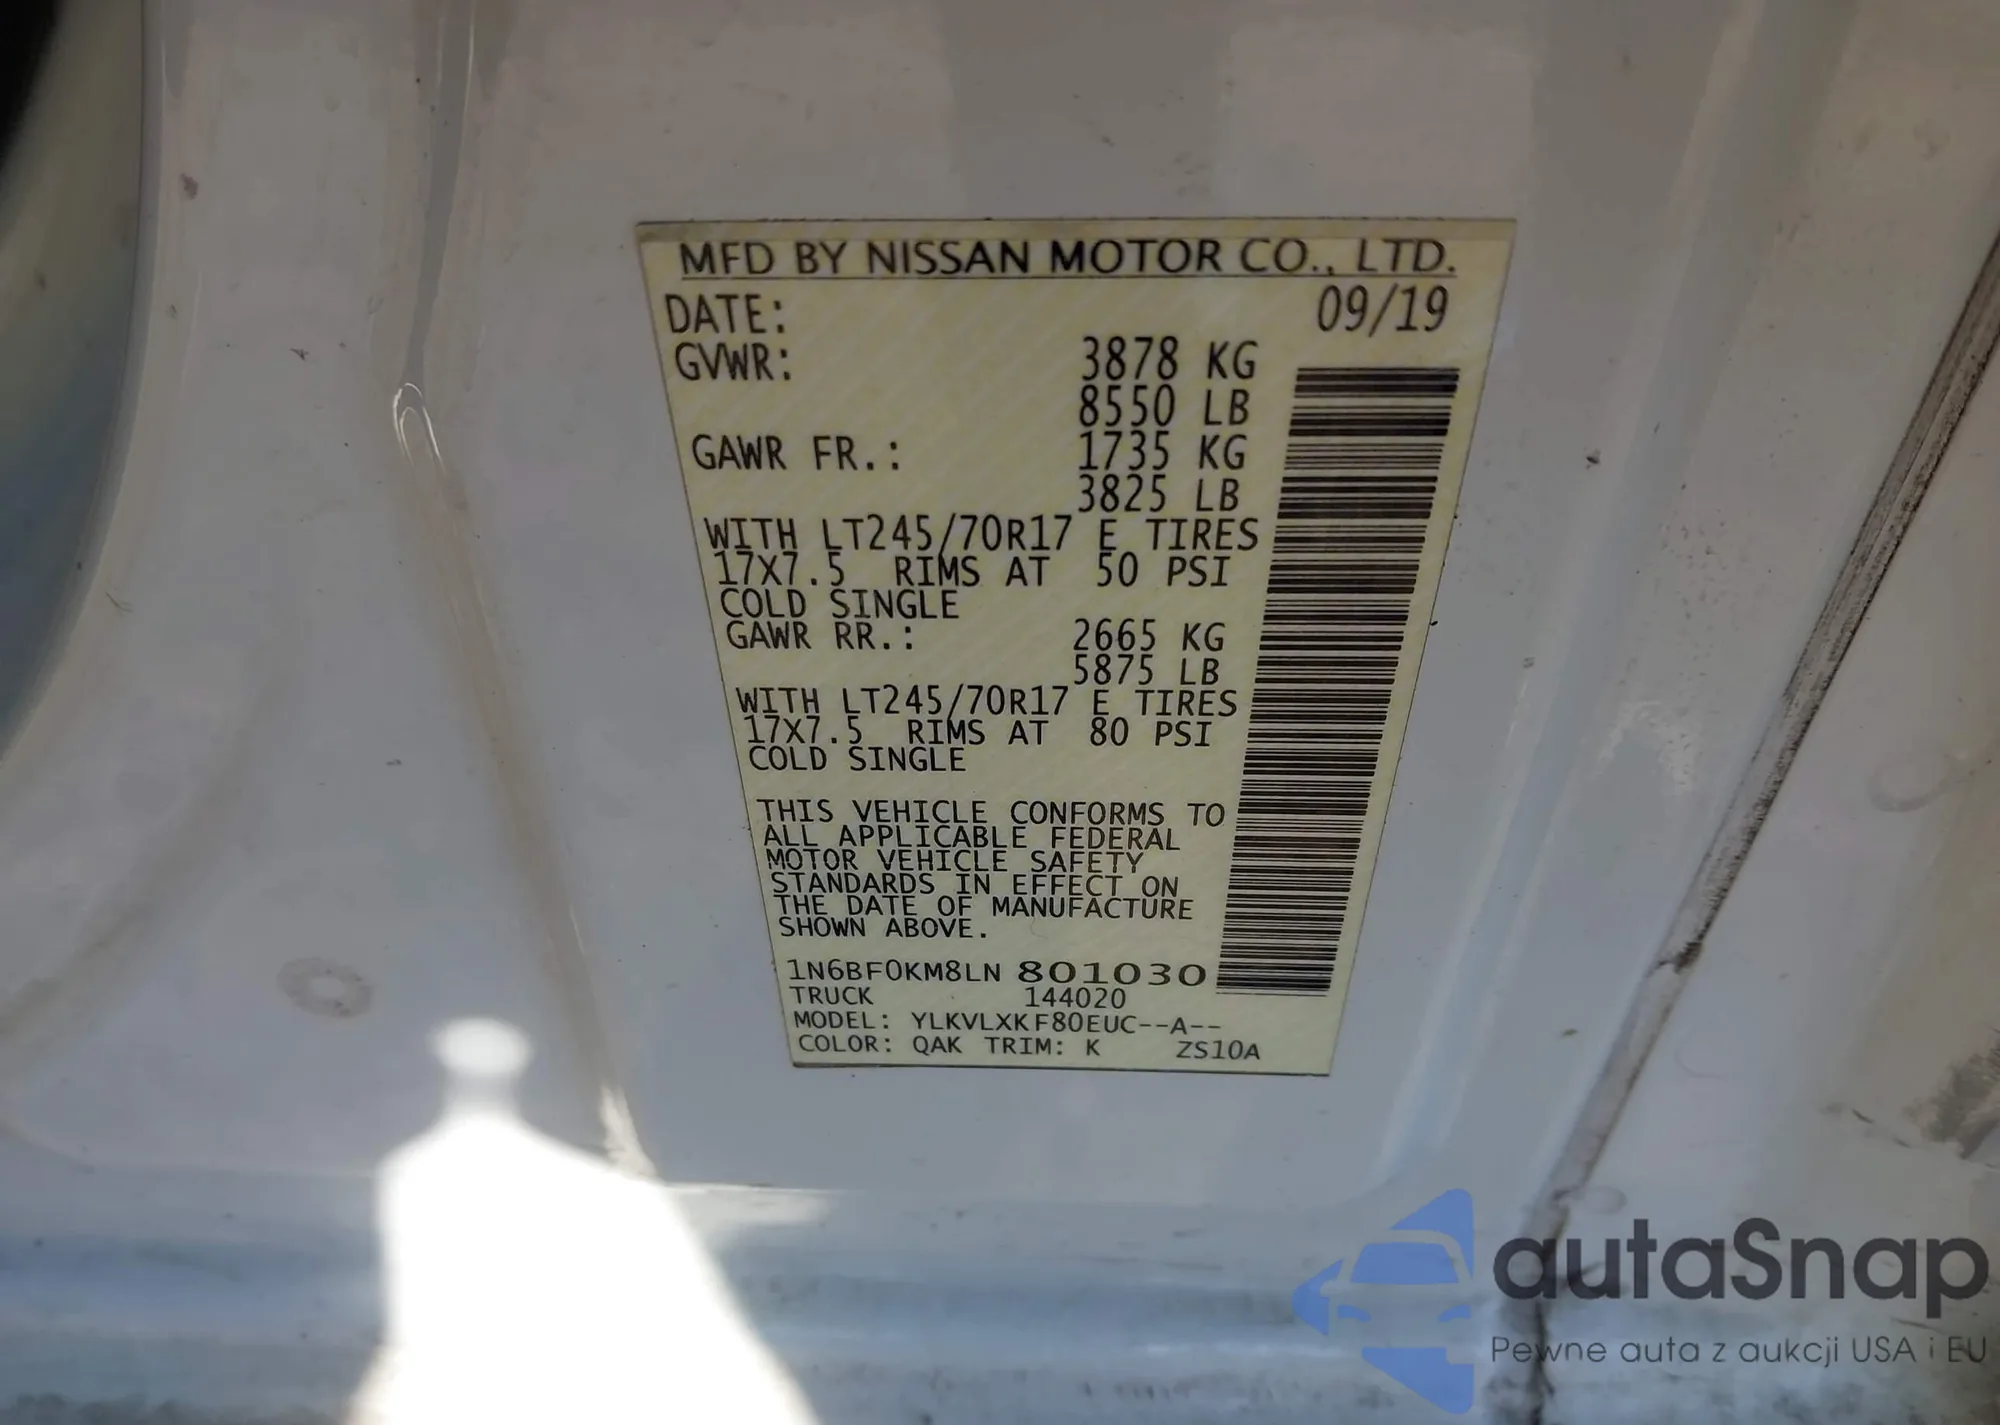 MFD BY NISSAN MOTOR CO., LTD.
DATE: 09/19
GVWR: 3878 KG
8550 LB
GAWR FR.: 1735 KG
3825 LB
WITH LT245/70R17 E TIRES
17X7.5 RIMS AT 50 PSI
COLD SINGLE
GAWR RR.: 2665 KG
5875 LB
WITH LT245/70R17 E TIRES
17X7.5 RIMS AT 80 PSI
COLD SINGLE
THIS VEHICLE CONFORMS TO
ALL APPLICABLE FEDERAL
MOTOR VEHICLE SAFETY
STANDARDS IN EFFECT ON
THE DATE OF MANUFACTURE
SHOWN ABOVE.
1N6BF0KM8LN 801030
TRUCK 144020
MODEL: YLKVLXKF80EUC--A--
COLOR: QAK TRIM: K ZS10A
autaSnap
Pewne auta z aukcji USA i EU